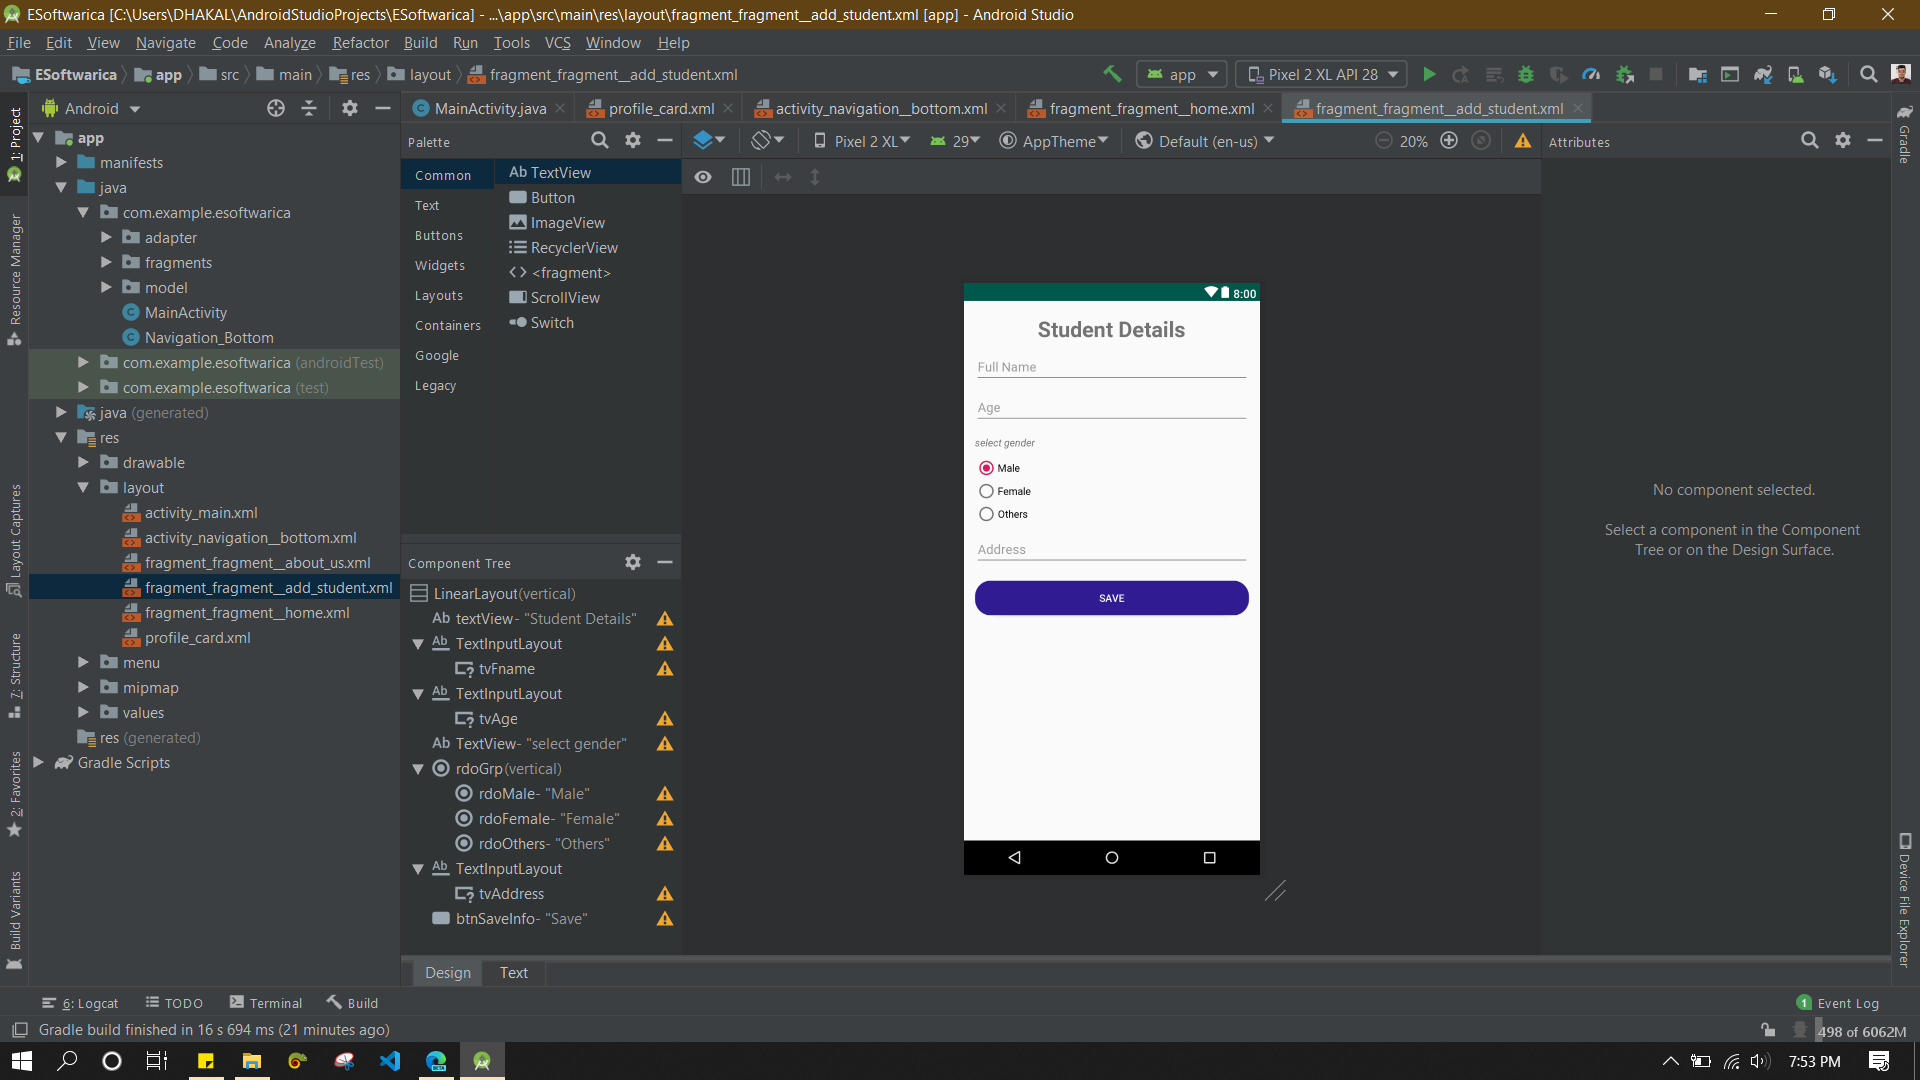 ESoftwarica [C:\Users\DHAKAL\AndroidStudioProjects\ESoftwarica] - ...\app\src\main\res\layout\fragment_fragment__add_student.xml [app] - Android Studio
File Edit View Navigate Code Analyze Refactor Build Run Tools VCS Window Help
ESoftwarica app src main res layout fragment_fragment__add_student.xml
app Pixel 2 XL API 28
1: Project
Resource Manager
Layout Captures
7: Structure
2: Favorites
Build Variants
Android
app
manifests
java
com.example.esoftwarica
adapter
fragments
model
MainActivity
Navigation_Bottom
com.example.esoftwarica (androidTest)
com.example.esoftwarica (test)
java (generated)
res
drawable
layout
activity_main.xml
activity_navigation__bottom.xml
fragment_fragment__about_us.xml
fragment_fragment__add_student.xml
fragment_fragment__home.xml
profile_card.xml
menu
mipmap
values
res (generated)
Gradle Scripts
MainActivity.java profile_card.xml activity_navigation__bottom.xml fragment_fragment__home.xml fragment_fragment__add_student.xml
Palette
Common
Text
Buttons
Widgets
Layouts
Containers
Google
Legacy
Ab TextView
Button
ImageView
RecyclerView
<fragment>
ScrollView
Switch
Component Tree
LinearLayout(vertical)
Ab textView- "Student Details"
Ab TextInputLayout
tvFname
Ab TextInputLayout
tvAge
Ab TextView- "select gender"
rdoGrp(vertical)
rdoMale- "Male"
rdoFemale- "Female"
rdoOthers- "Others"
Ab TextInputLayout
tvAddress
btnSaveInfo- "Save"
Pixel 2 XL 29 AppTheme Default (en-us) 20%
8:00
Student Details
Full Name
Age
select gender
Male
Female
Others
Address
SAVE
Attributes
No component selected.
Select a component in the Component
Tree or on the Design Surface.
Gradle
Device File Explorer
Design Text
6: Logcat TODO Terminal Build
1 Event Log
Gradle build finished in 16 s 694 ms (21 minutes ago)
498 of 6062M
BETA
7:53 PM